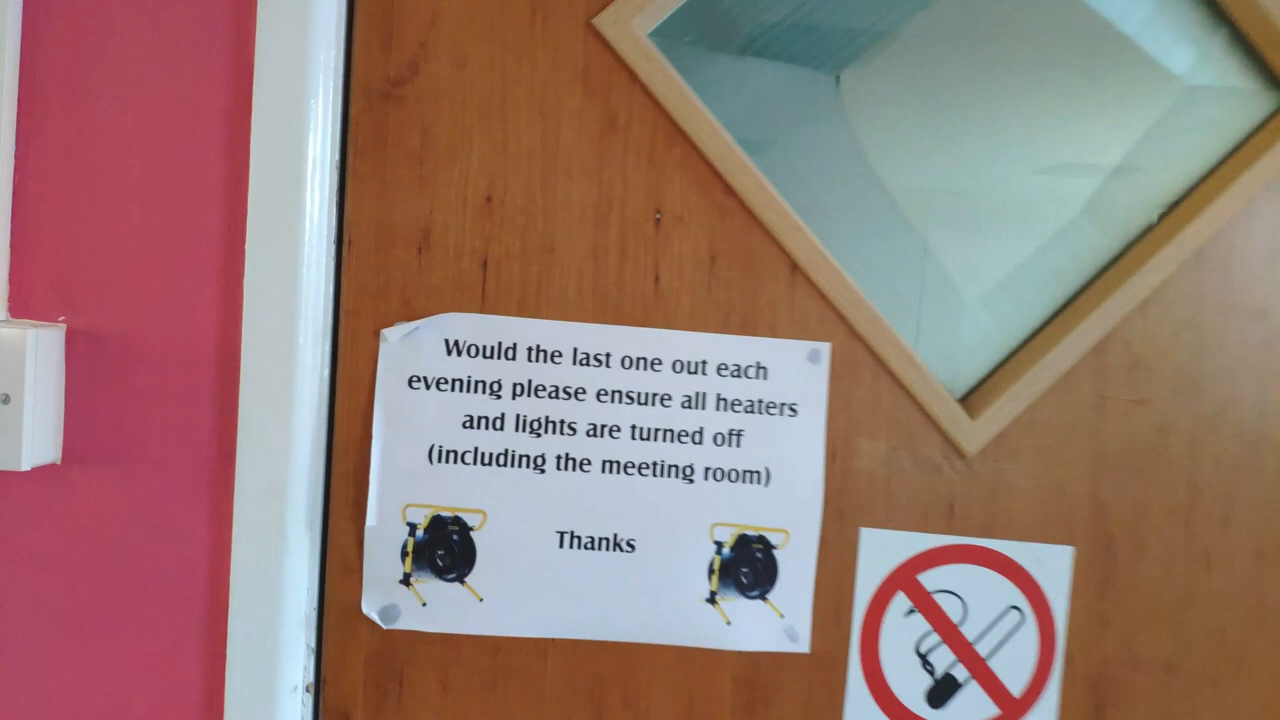 Would the last one out each
evening please ensure all heaters
and lights are turned off
(including the meeting room)
Thanks